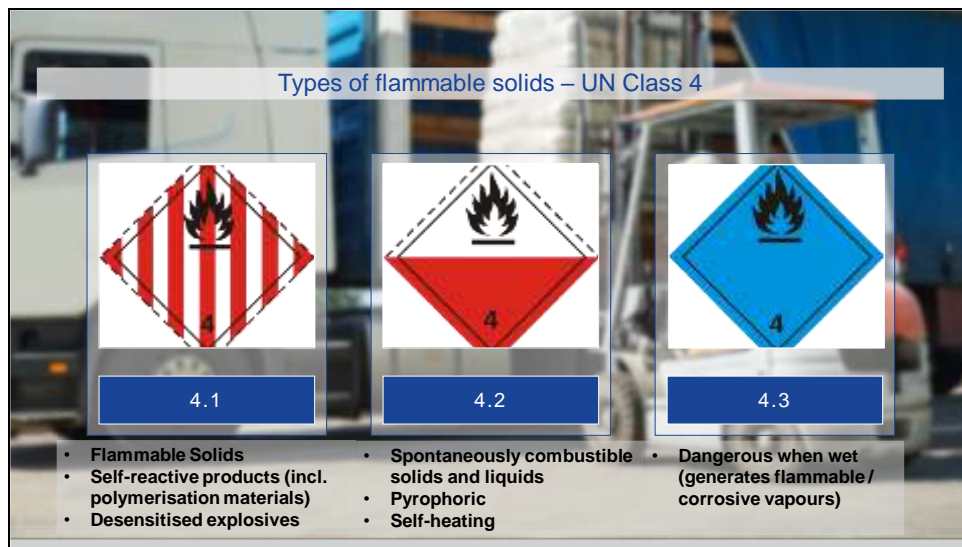 Types of flammable solids – UN Class 4
4
4
4
4.1
4.2
4.3
• Flammable Solids
• Self-reactive products (incl.
polymerisation materials)
• Desensitised explosives
• Spontaneously combustible
solids and liquids
• Pyrophoric
• Self-heating
• Dangerous when wet
(generates flammable /
corrosive vapours)